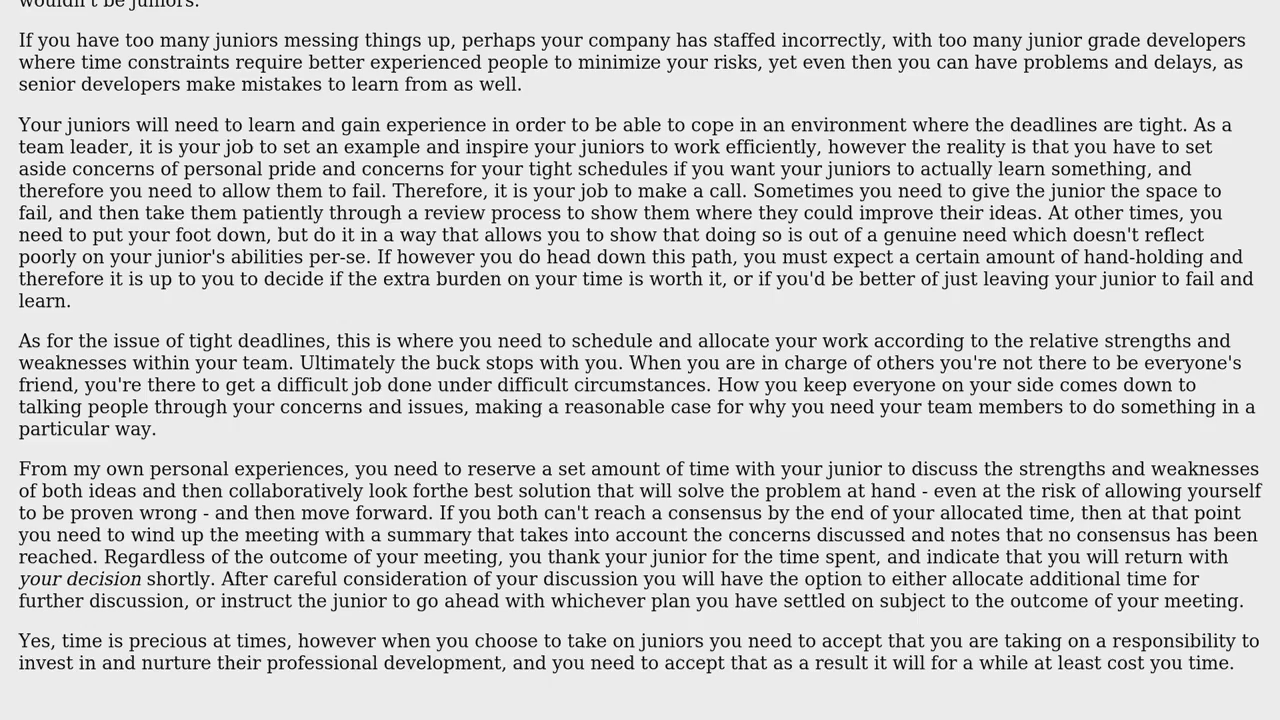 wouldn't be juniors.
If you have too many juniors messing things up, perhaps your company has staffed incorrectly, with too many junior grade developers
where time constraints require better experienced people to minimize your risks, yet even then you can have problems and delays, as
senior developers make mistakes to learn from as well.
Your juniors will need to learn and gain experience in order to be able to cope in an environment where the deadlines are tight. As a
team leader, it is your job to set an example and inspire your juniors to work efficiently, however the reality is that you have to set
aside concerns of personal pride and concerns for your tight schedules if you want your juniors to actually learn something, and
therefore you need to allow them to fail. Therefore, it is your job to make a call. Sometimes you need to give the junior the space to
fail, and then take them patiently through a review process to show them where they could improve their ideas. At other times, you
need to put your foot down, but do it in a way that allows you to show that doing so is out of a genuine need which doesn't reflect
poorly on your junior's abilities per-se. If however you do head down this path, you must expect a certain amount of hand-holding and
therefore it is up to you to decide if the extra burden on your time is worth it, or if you'd be better of just leaving your junior to fail and
learn.
As for the issue of tight deadlines, this is where you need to schedule and allocate your work according to the relative strengths and
weaknesses within your team. Ultimately the buck stops with you. When you are in charge of others you're not there to be everyone's
friend, you're there to get a difficult job done under difficult circumstances. How you keep everyone on your side comes down to
talking people through your concerns and issues, making a reasonable case for why you need your team members to do something in a
particular way.
From my own personal experiences, you need to reserve a set amount of time with your junior to discuss the strengths and weaknesses
of both ideas and then collaboratively look forthe best solution that will solve the problem at hand - even at the risk of allowing yourself
to be proven wrong - and then move forward. If you both can't reach a consensus by the end of your allocated time, then at that point
you need to wind up the meeting with a summary that takes into account the concerns discussed and notes that no consensus has been
reached. Regardless of the outcome of your meeting, you thank your junior for the time spent, and indicate that you will return with
your decision shortly. After careful consideration of your discussion you will have the option to either allocate additional time for
further discussion, or instruct the junior to go ahead with whichever plan you have settled on subject to the outcome of your meeting.
Yes, time is precious at times, however when you choose to take on juniors you need to accept that you are taking on a responsibility to
invest in and nurture their professional development, and you need to accept that as a result it will for a while at least cost you time.